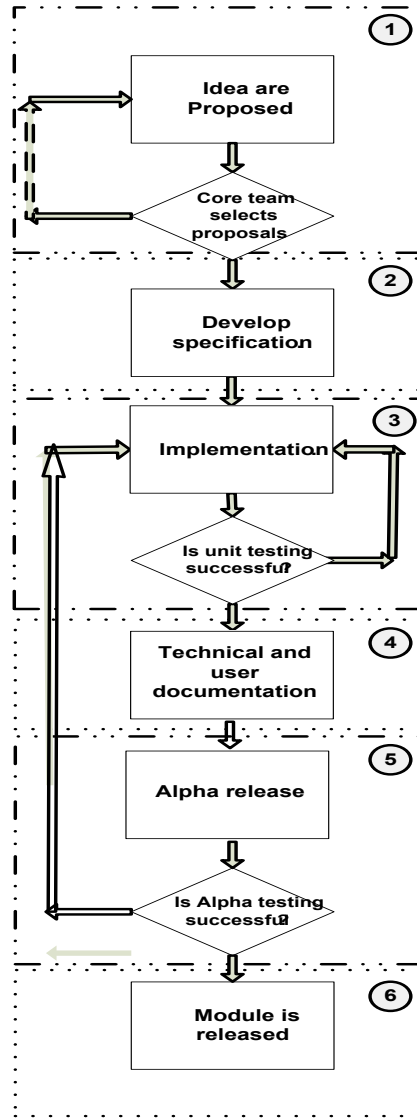 1
Idea are
Proposed
Core team
selects
proposals
2
Develop
specification.
3
Implementation.
Is unit testing
successful?
4
Technical and
user
documentation
5
Alpha release
Is Alpha testing
successful?
6
Module is
released